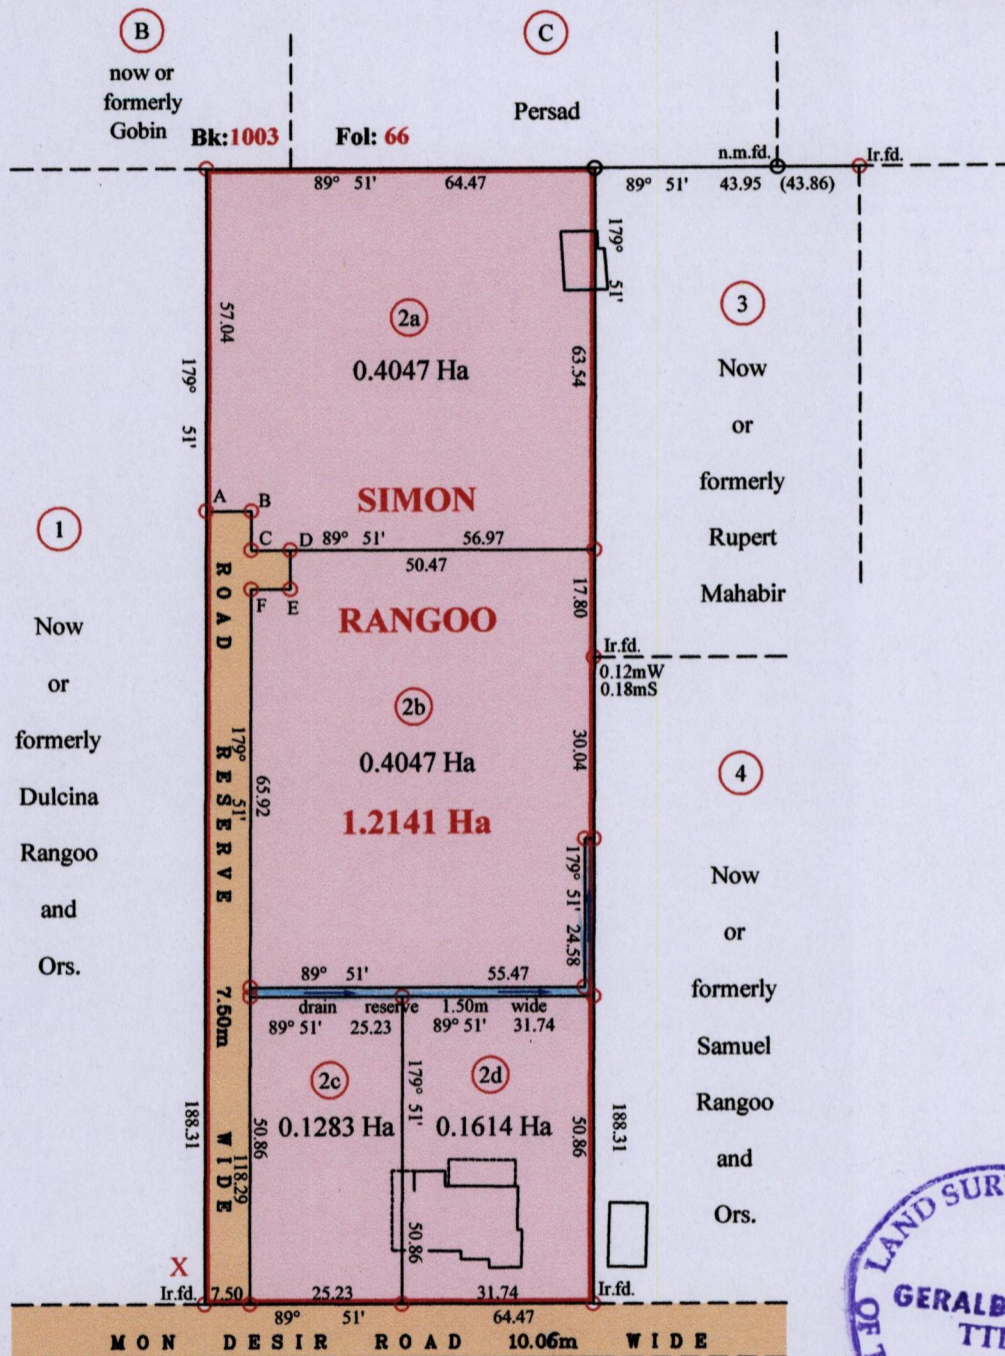 B
C
now or
formerly
Gobin
Persad
Bk:1003 Fol: 66
n.m.fd.
Ir.fd.
89° 51' 64.47
89° 51' 43.95 (43.86)
179° 51'
57.04
179° 51'
63.54
2a
0.4047 Ha
3
Now
or
formerly
Rupert
Mahabir
A
B
SIMON
1
C
D
89° 51' 56.97
50.47
17.80
F
E
RANGOO
Now
or
formerly
Dulcina
Rangoo
and
Ors.
Ir.fd.
0.12mW
0.18mS
ROAD RESERVE 7.50m WIDE
179° 51'
65.92
2b
0.4047 Ha
1.2141 Ha
30.04
4
Now
or
formerly
Samuel
Rangoo
and
Ors.
179° 51' 24.58
89° 51' 55.47
drain reserve 1.50m wide
89° 51' 25.23
89° 51' 31.74
2c
0.1283 Ha
179° 51'
50.86
2d
0.1614 Ha
188.31
50.86
118.29
50.86
188.31
X
Ir.fd.
7.50
25.23
31.74
Ir.fd.
89° 51' 64.47
MON DESIR ROAD 10.06m WIDE
LAND SUR
GERALD
TT
OF T